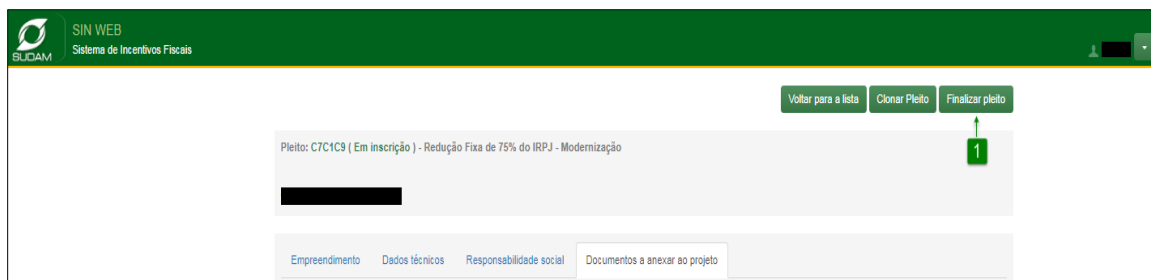 SUDAM
SIN WEB
Sistema de Incentivos Fiscais
Voltar para a lista Clonar Pleito Finalizar pleito
1
Pleito: C7C1C9 ( Em inscrição ) - Redução Fixa de 75% do IRPJ - Modernização
Empreendimento Dados técnicos Responsabilidade social Documentos a anexar ao projeto